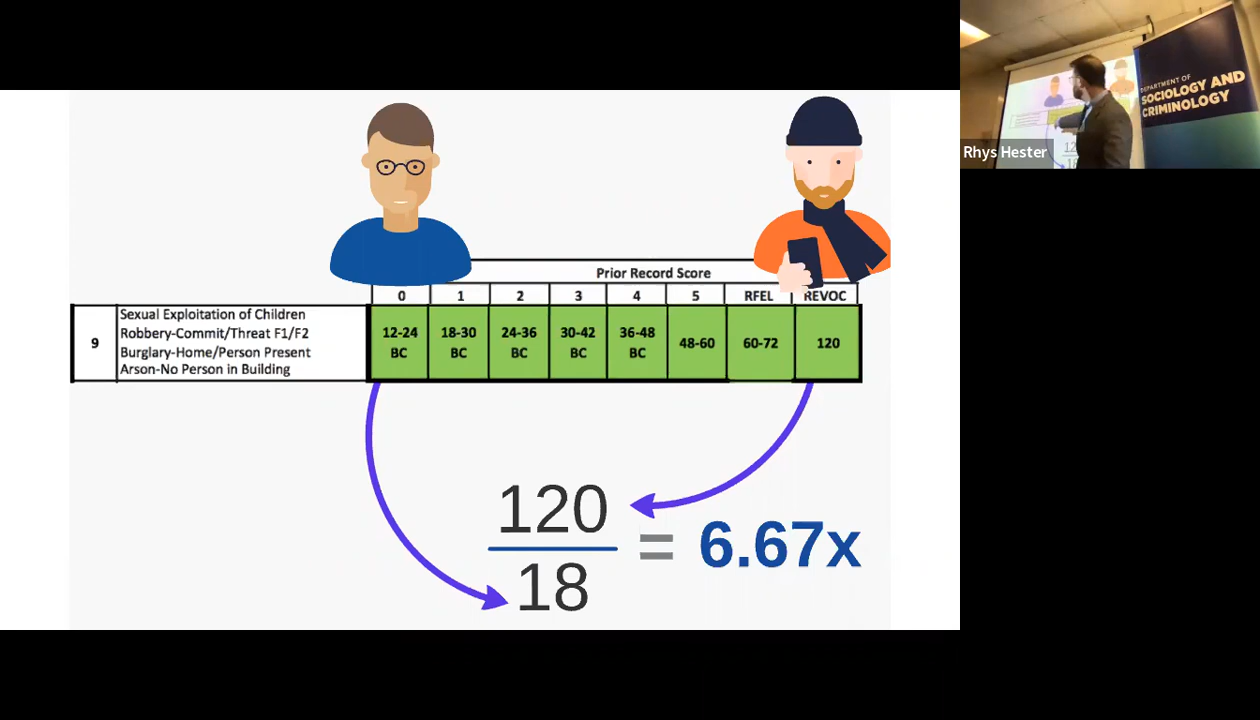 Prior Record Score
0 1 2 3 4 5 RFEL REVOC
9
Sexual Exploitation of Children
Robbery-Commit/Threat F1/F2
Burglary-Home/Person Present
Arson-No Person in Building
12-24
BC
18-30
BC
24-36
BC
30-42
BC
36-48
BC
48-60
60-72
120
120
18
=
6.67x
DEPARTMENT OF
SOCIOLOGY AND
CRIMINOLOGY
Rhys Hester